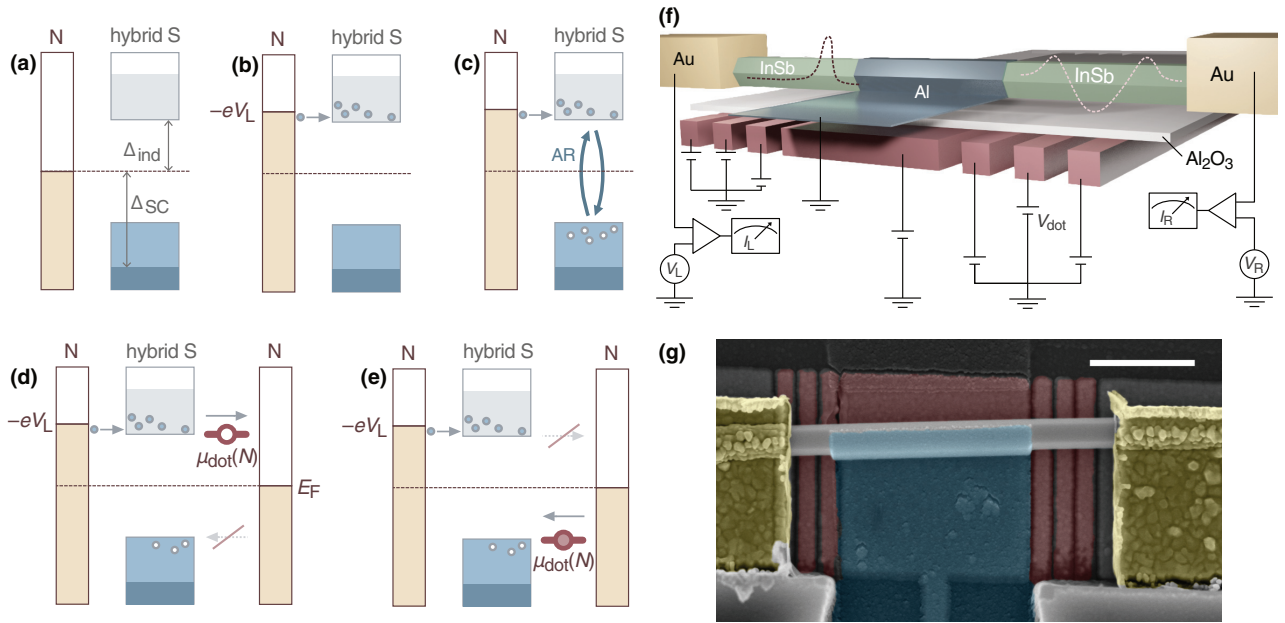 (a)
N
hybrid S
Δind
ΔSC
(b)
N
hybrid S
−eVL
(c)
N
hybrid S
AR
(d)
N
hybrid S
N
−eVL
μdot(N)
EF
(e)
N
hybrid S
N
−eVL
μdot(N)
(f)
Au
InSb
Al
InSb
Au
Al2O3
Vdot
IL
VL
IR
VR
(g)